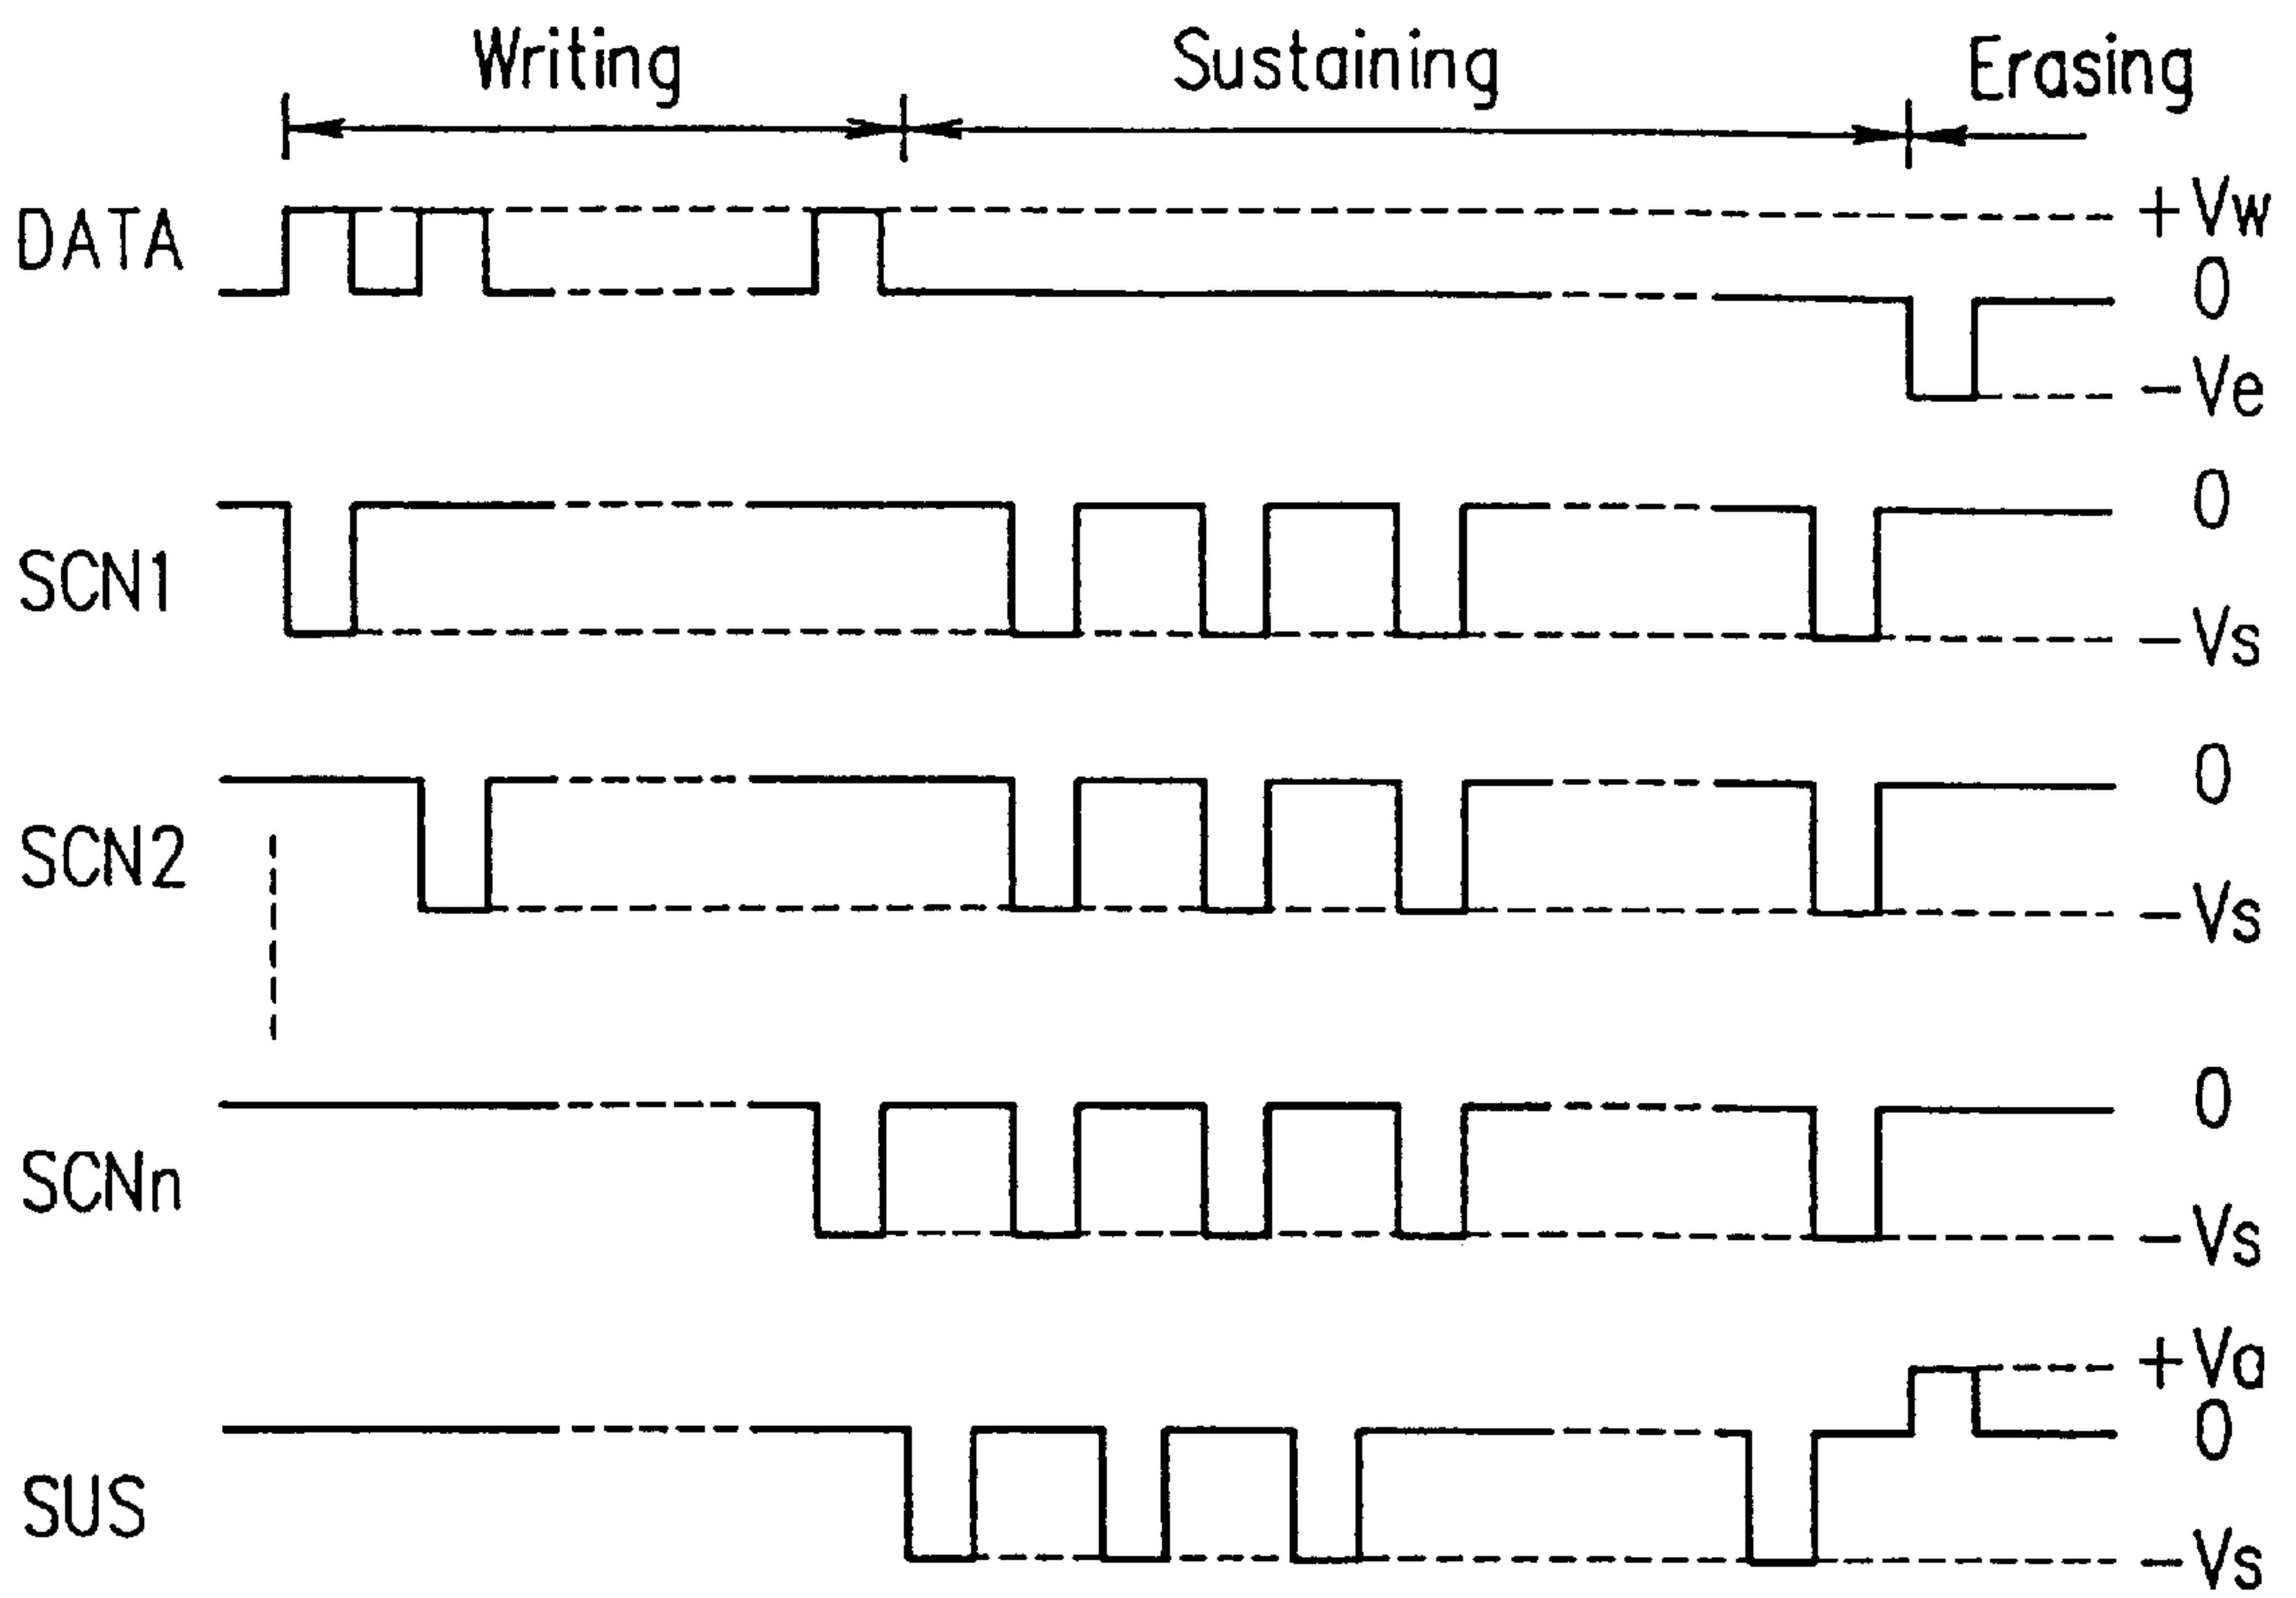 Writing Sustaining Erasing
+Vw
DATA
0
-Ve
0
SCN1
-Vs
0
SCN2
-Vs
0
SCNn
-Vs
+Va
0
SUS
-Vs